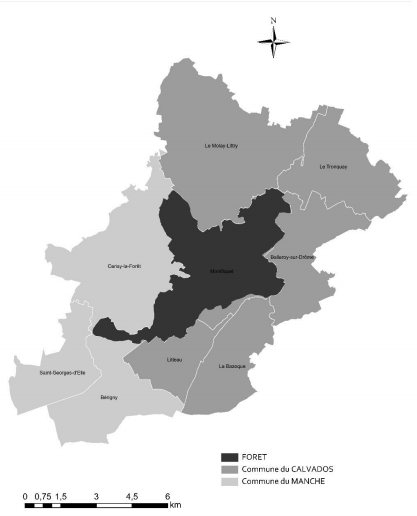 N
Le Molay-Littry
Le Tronquay
Balleroy-sur-Drôme
Cerisy-la-Forêt
Montfiquet
Litteau
La Bazoque
Saint-Georges-d'Elle
Bérigny
FORET
Commune du CALVADOS
Commune du MANCHE
0 0,75 1,5 3 4,5 6
km